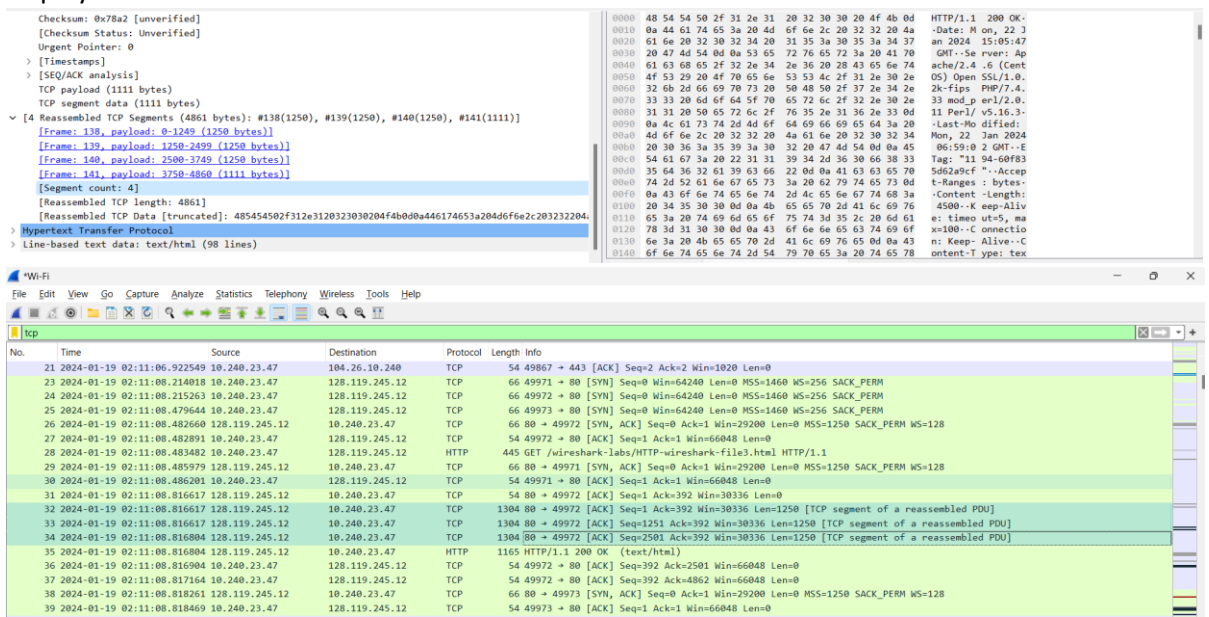 Checksum: 0x78a2 [unverified]
[Checksum Status: Unverified]
Urgent Pointer: 0
> [Timestamps]
> [SEQ/ACK analysis]
TCP payload (1111 bytes)
TCP segment data (1111 bytes)
[4 Reassembled TCP Segments (4861 bytes): #138(1250), #139(1250), #140(1250), #141(1111)]
[Frame: 138, payload: 0-1249 (1250 bytes)]
[Frame: 139, payload: 1250-2499 (1250 bytes)]
[Frame: 140, payload: 2500-3749 (1250 bytes)]
[Frame: 141, payload: 3750-4860 (1111 bytes)]
[Segment count: 4]
[Reassembled TCP length: 4861]
[Reassembled TCP Data [truncated]: 485454502f312e3120323030204f4b0d0a446174653a204d6f6e2c203232204
> Hypertext Transfer Protocol
> Line-based text data: text/html (98 lines)
0000 48 54 54 50 2f 31 2e 31 20 32 30 30 20 4f 4b 0d HTTP/1.1 200 OK·
0010 0a 44 61 74 65 3a 20 4d 6f 6e 2c 20 32 32 20 4a ·Date: M on, 22 J
0020 61 6e 20 32 30 32 34 20 31 35 3a 30 35 3a 34 37 an 2024 15:05:47
0030 20 47 4d 54 0d 0a 53 65 72 76 65 72 3a 20 41 70 GMT··Se rver: Ap
0040 61 63 68 65 2f 32 2e 34 2e 36 20 28 43 65 6e 74 ache/2.4 .6 (Cent
0050 4f 53 29 20 4f 70 65 6e 53 53 4c 2f 31 2e 30 2e OS) Open SSL/1.0.
0060 32 6b 2d 66 69 70 73 20 50 48 50 2f 37 2e 34 2e 2k-fips PHP/7.4.
0070 33 33 20 6d 6f 64 5f 70 65 72 6c 2f 32 2e 30 2e 33 mod_p erl/2.0.
0080 31 31 20 50 65 72 6c 2f 76 35 2e 31 36 2e 33 0d 11 Perl/ v5.16.3·
0090 0a 4c 61 73 74 2d 4d 6f 64 69 66 69 65 64 3a 20 ·Last-Mo dified:
00a0 4d 6f 6e 2c 20 32 32 20 4a 61 6e 20 32 30 32 34 Mon, 22 Jan 2024
00b0 20 30 36 3a 35 39 3a 30 32 20 47 4d 54 0d 0a 45 06:59:0 2 GMT··E
00c0 54 61 67 3a 20 22 31 31 39 34 2d 36 30 66 38 33 Tag: "11 94-60f83
00d0 35 64 36 32 61 39 63 66 22 0d 0a 41 63 63 65 70 5d62a9cf "··Accep
00e0 74 2d 52 61 6e 67 65 73 3a 20 62 79 74 65 73 0d t-Ranges : bytes·
00f0 0a 43 6f 6e 74 65 6e 74 2d 4c 65 6e 67 74 68 3a ·Content -Length:
0100 20 34 35 30 30 0d 0a 4b 65 65 70 2d 41 6c 69 76 4500··K eep-Aliv
0110 65 3a 20 74 69 6d 65 6f 75 74 3d 35 2c 20 6d 61 e: timeo ut=5, ma
0120 78 3d 31 30 30 0d 0a 43 6f 6e 6e 65 63 74 69 6f x=100··C onnectio
0130 6e 3a 20 4b 65 65 70 2d 41 6c 69 76 65 0d 0a 43 n: Keep- Alive··C
0140 6f 6e 74 65 6e 74 2d 54 79 70 65 3a 20 74 65 78 ontent-T ype: tex
*Wi-Fi
File Edit View Go Capture Analyze Statistics Telephony Wireless Tools Help
tcp
No. Time Source Destination Protocol Length Info
21 2024-01-19 02:11:06.922549 10.240.23.47 104.26.10.240 TCP 54 49867 → 443 [ACK] Seq=2 Ack=2 Win=1020 Len=0
23 2024-01-19 02:11:08.214018 10.240.23.47 128.119.245.12 TCP 66 49971 → 80 [SYN] Seq=0 Win=64240 Len=0 MSS=1460 WS=256 SACK_PERM
24 2024-01-19 02:11:08.215263 10.240.23.47 128.119.245.12 TCP 66 49972 → 80 [SYN] Seq=0 Win=64240 Len=0 MSS=1460 WS=256 SACK_PERM
25 2024-01-19 02:11:08.479644 10.240.23.47 128.119.245.12 TCP 66 49973 → 80 [SYN] Seq=0 Win=64240 Len=0 MSS=1460 WS=256 SACK_PERM
26 2024-01-19 02:11:08.482660 128.119.245.12 10.240.23.47 TCP 66 80 → 49972 [SYN, ACK] Seq=0 Ack=1 Win=29200 Len=0 MSS=1250 SACK_PERM WS=128
27 2024-01-19 02:11:08.482891 10.240.23.47 128.119.245.12 TCP 54 49972 → 80 [ACK] Seq=1 Ack=1 Win=66048 Len=0
28 2024-01-19 02:11:08.483482 10.240.23.47 128.119.245.12 HTTP 445 GET /wireshark-labs/HTTP-wireshark-file3.html HTTP/1.1
29 2024-01-19 02:11:08.485979 128.119.245.12 10.240.23.47 TCP 66 80 → 49971 [SYN, ACK] Seq=0 Ack=1 Win=29200 Len=0 MSS=1250 SACK_PERM WS=128
30 2024-01-19 02:11:08.486201 10.240.23.47 128.119.245.12 TCP 54 49971 → 80 [ACK] Seq=1 Ack=1 Win=66048 Len=0
31 2024-01-19 02:11:08.816617 128.119.245.12 10.240.23.47 TCP 54 80 → 49972 [ACK] Seq=1 Ack=392 Win=30336 Len=0
32 2024-01-19 02:11:08.816617 128.119.245.12 10.240.23.47 TCP 1304 80 → 49972 [ACK] Seq=1 Ack=392 Win=30336 Len=1250 [TCP segment of a reassembled PDU]
33 2024-01-19 02:11:08.816617 128.119.245.12 10.240.23.47 TCP 1304 80 → 49972 [ACK] Seq=1251 Ack=392 Win=30336 Len=1250 [TCP segment of a reassembled PDU]
34 2024-01-19 02:11:08.816804 128.119.245.12 10.240.23.47 TCP 1304 80 → 49972 [ACK] Seq=2501 Ack=392 Win=30336 Len=1250 [TCP segment of a reassembled PDU]
35 2024-01-19 02:11:08.816804 128.119.245.12 10.240.23.47 HTTP 1165 HTTP/1.1 200 OK (text/html)
36 2024-01-19 02:11:08.816904 10.240.23.47 128.119.245.12 TCP 54 49972 → 80 [ACK] Seq=392 Ack=2501 Win=66048 Len=0
37 2024-01-19 02:11:08.817164 10.240.23.47 128.119.245.12 TCP 54 49972 → 80 [ACK] Seq=392 Ack=4862 Win=66048 Len=0
38 2024-01-19 02:11:08.818261 128.119.245.12 10.240.23.47 TCP 66 80 → 49973 [SYN, ACK] Seq=0 Ack=1 Win=29200 Len=0 MSS=1250 SACK_PERM WS=128
39 2024-01-19 02:11:08.818469 10.240.23.47 128.119.245.12 TCP 54 49973 → 80 [ACK] Seq=1 Ack=1 Win=66048 Len=0